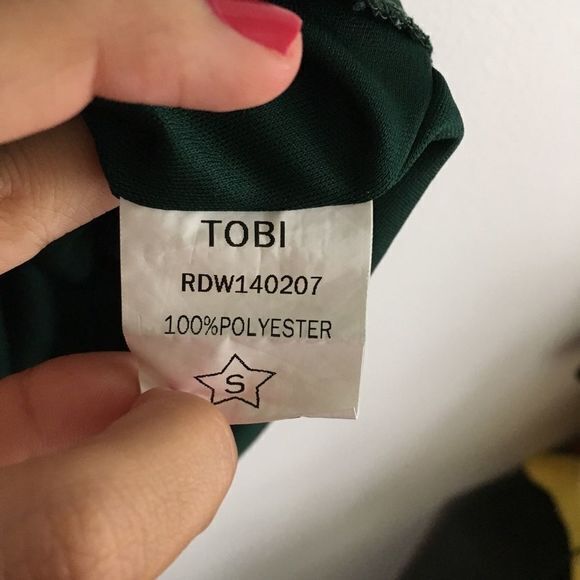 TOBI
RDW140207
100%POLYESTER
S